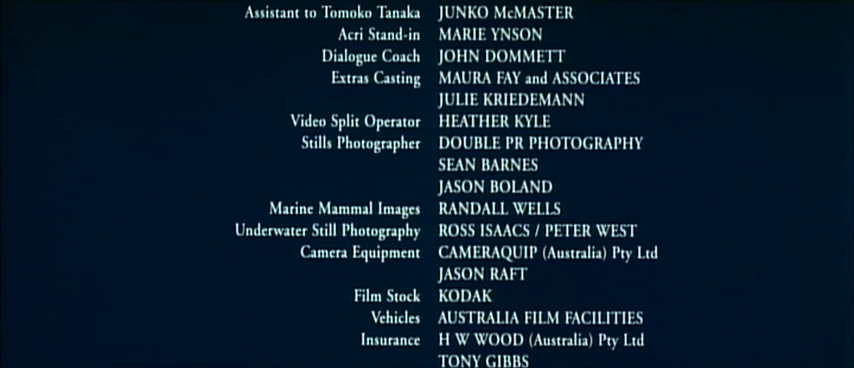 Assistant to Tomoko Tanaka JUNKO McMASTER
Acri Stand-in MARIE YNSON
Dialogue Coach JOHN DOMMETT
Extras Casting MAURA FAY and ASSOCIATES
JULIE KRIEDEMANN
Video Split Operator HEATHER KYLE
Stills Photographer DOUBLE PR PHOTOGRAPHY
SEAN BARNES
JASON BOLAND
Marine Mammal Images RANDALL WELLS
Underwater Still Photography ROSS ISAACS / PETER WEST
Camera Equipment CAMERAQUIP (Australia) Pty Ltd
JASON RAFT
Film Stock KODAK
Vehicles AUSTRALIA FILM FACILITIES
Insurance H W WOOD (Australia) Pty Ltd
TONY GIBBS